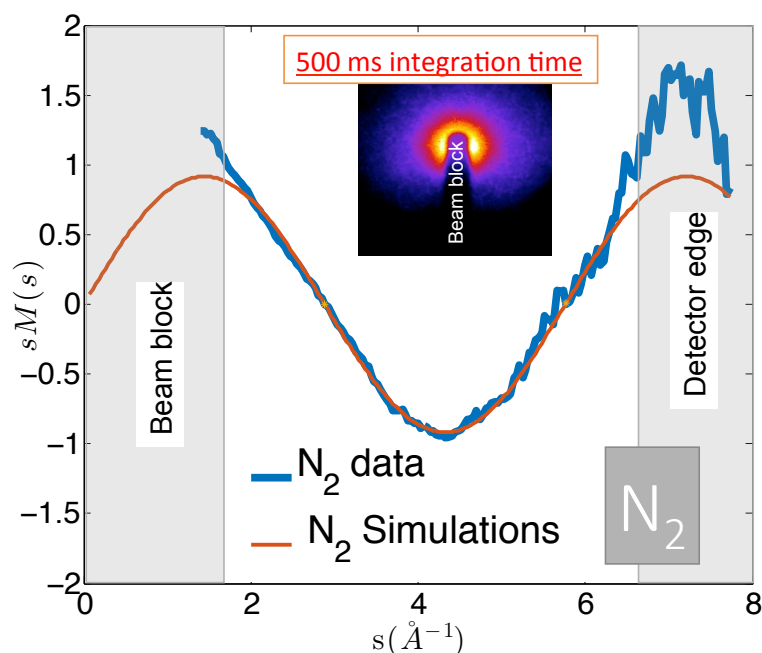 500 ms integration time
Beam block
2
1.5
1
0.5
0
−0.5
−1
−1.5
−2
sM(s)
Beam block
Detector edge
N2 data
N2 Simulations
N2
0
2
4
6
8
s(Å−1)